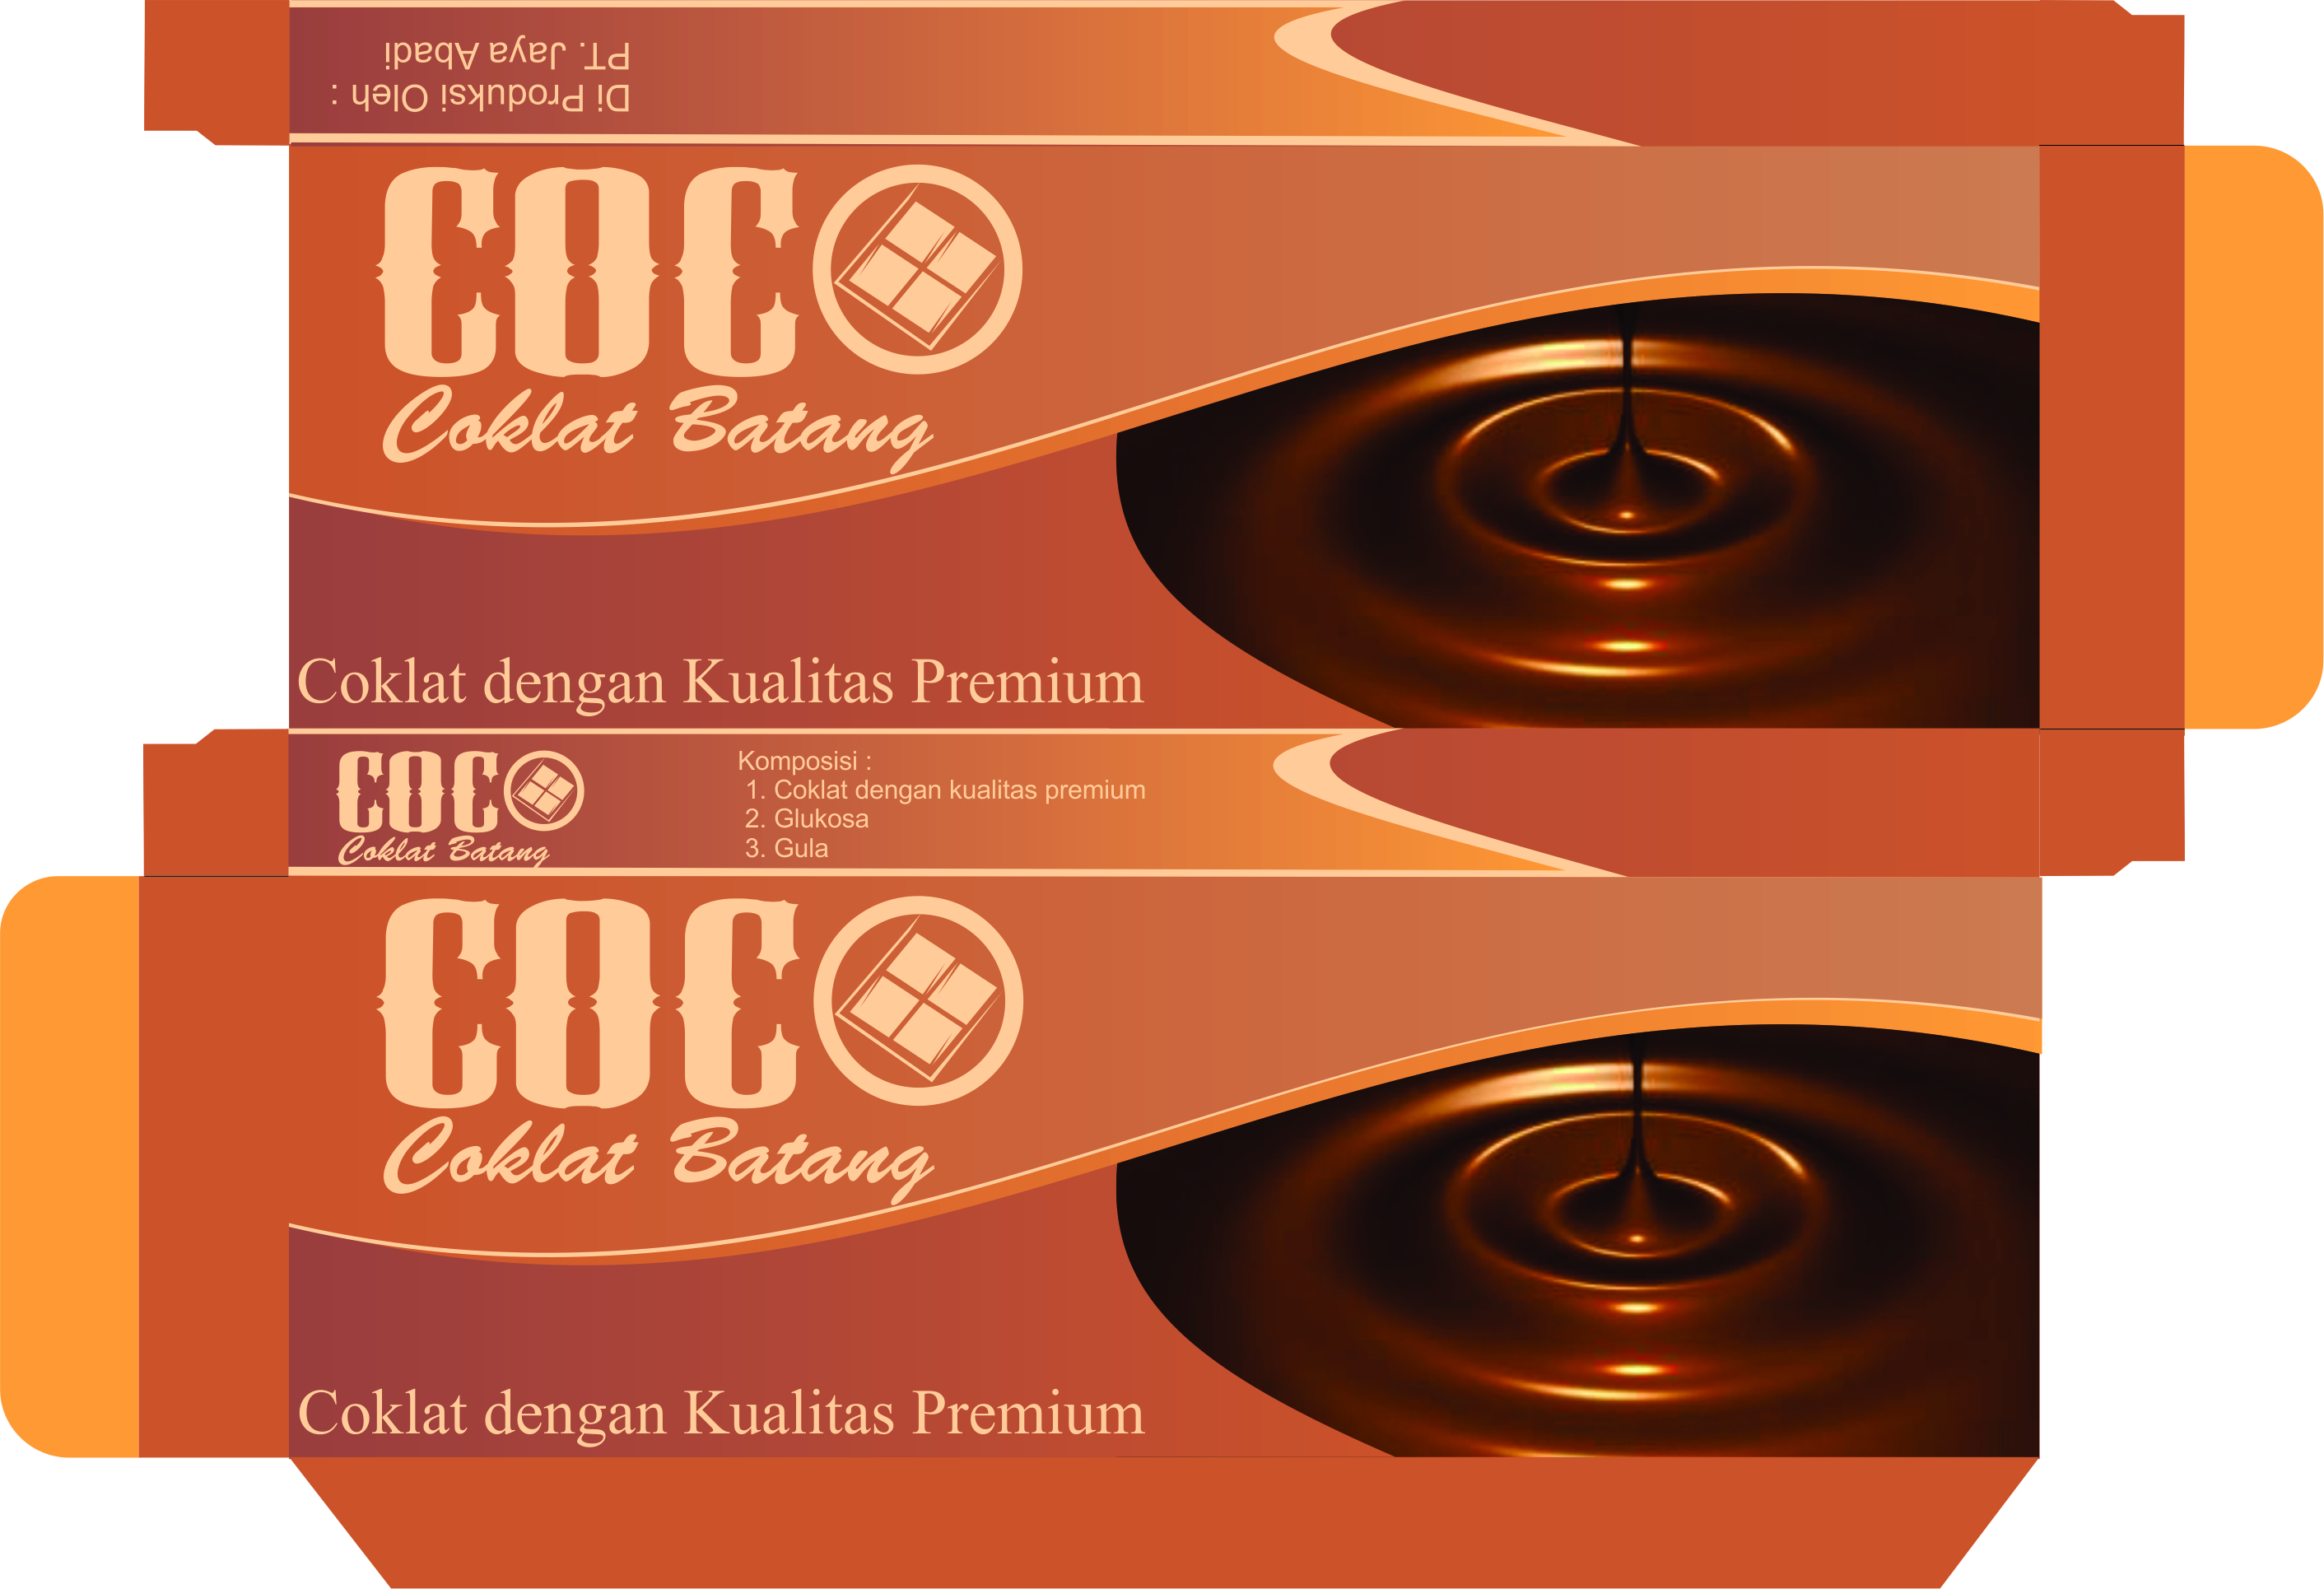 Di Produksi Oleh :
PT. Jaya Abadi
COCO
Coklat Batang
Coklat dengan Kualitas Premium
COCO
Coklat Batang
Komposisi :
1. Coklat dengan kualitas premium
2. Glukosa
3. Gula
COCO
Coklat Batang
Coklat dengan Kualitas Premium